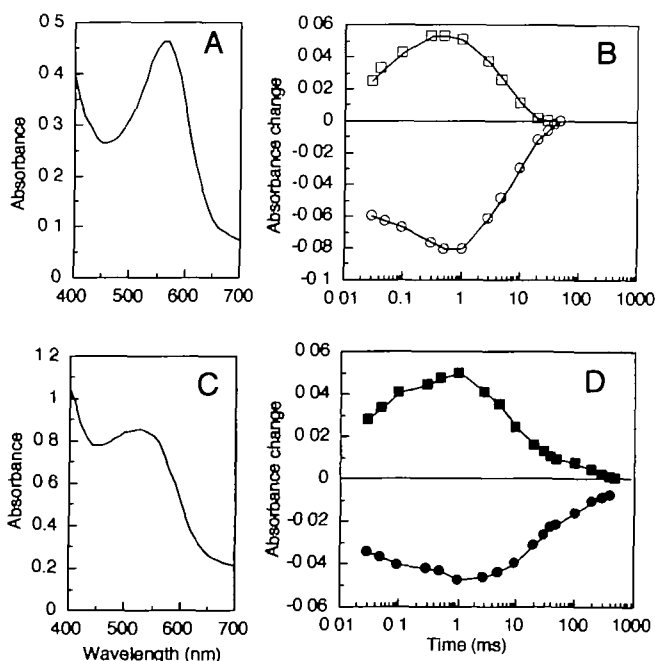 A
0 5
0 4
0 3
0 2
0 1
0
Absorbance
400 500 600 700
B
0 06
0.04
0.02
0
-0 02
-0 04
-0 06
-0 08
-0 1
Absorbance change
0 01 0.1 1 10 100 1000
C
1 2
1
0 8
0 6
0 4
0 2
0
Absorbance
400 500 600 700
Wavelength (nm)
D
0 06
0 04
0 02
0
-0 02
-0 04
0 06
Absorbance change
0 01 0 1 1 10 100 1000
Time (ms)